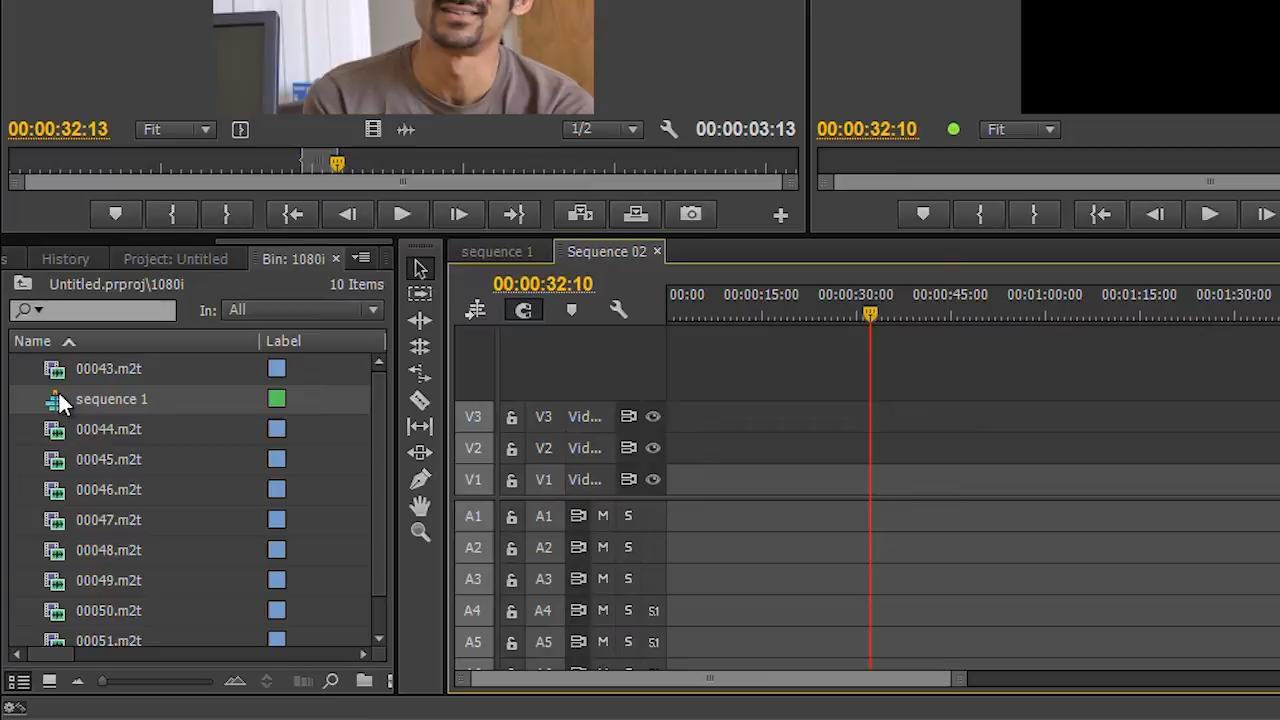 00:00:32:13 Fit 1/2 00:00:03:13
00:00:32:10 Fit
s History Project: Untitled Bin: 1080i
Untitled.prproj\1080i 10 Items
In: All
Name Label
00043.m2t
sequence 1
00044.m2t
00045.m2t
00046.m2t
00047.m2t
00048.m2t
00049.m2t
00050.m2t
00051.m2t
sequence 1 Sequence 02
00:00:32:10
00:00 00:00:15:00 00:00:30:00 00:00:45:00 00:01:00:00 00:01:15:00 00:01:30:00
V3 V3 Vid...
V2 V2 Vid...
V1 V1 Vid...
A1 A1 M S
A2 A2 M S
A3 A3 M S
A4 A4 M S 5.1
A5 A5 M S 5.1